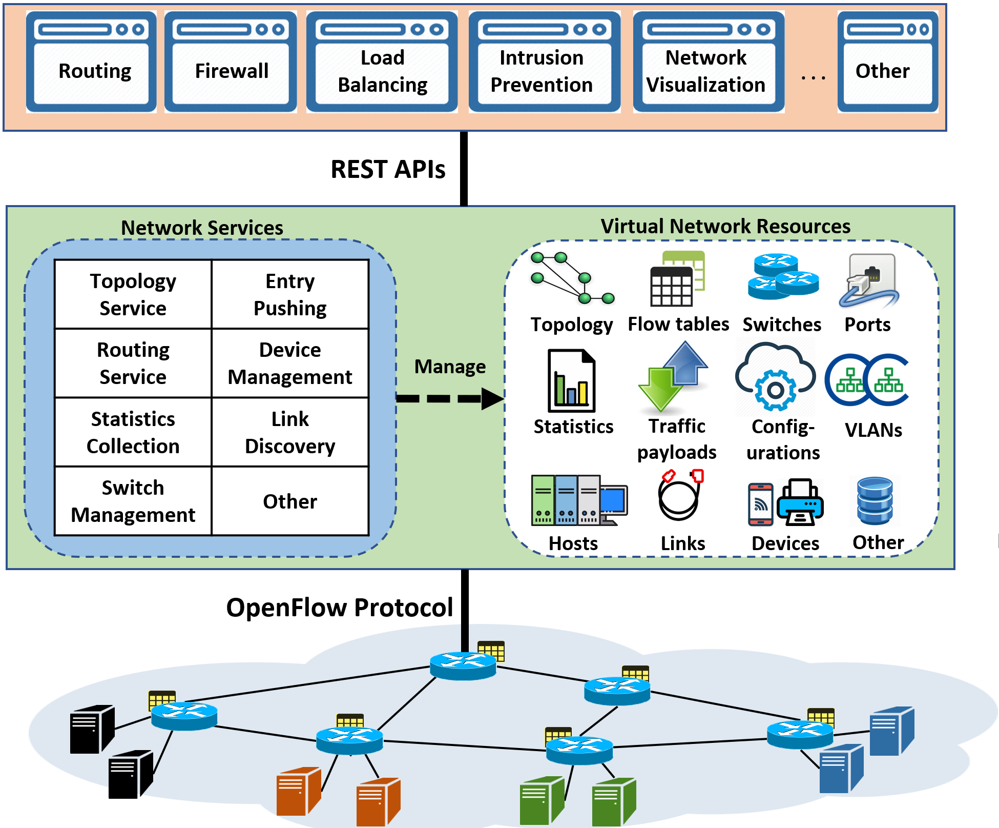 Routing
Firewall
Load
Balancing
Intrusion
Prevention
Network
Visualization
...
Other
REST APIs
Network Services
Topology
Service
Entry
Pushing
Routing
Service
Device
Management
Statistics
Collection
Link
Discovery
Switch
Management
Other
Manage
Virtual Network Resources
Topology
Flow tables
Switches
Ports
Statistics
Traffic
payloads
Config-
urations
VLANs
Hosts
Links
Devices
Other
OpenFlow Protocol